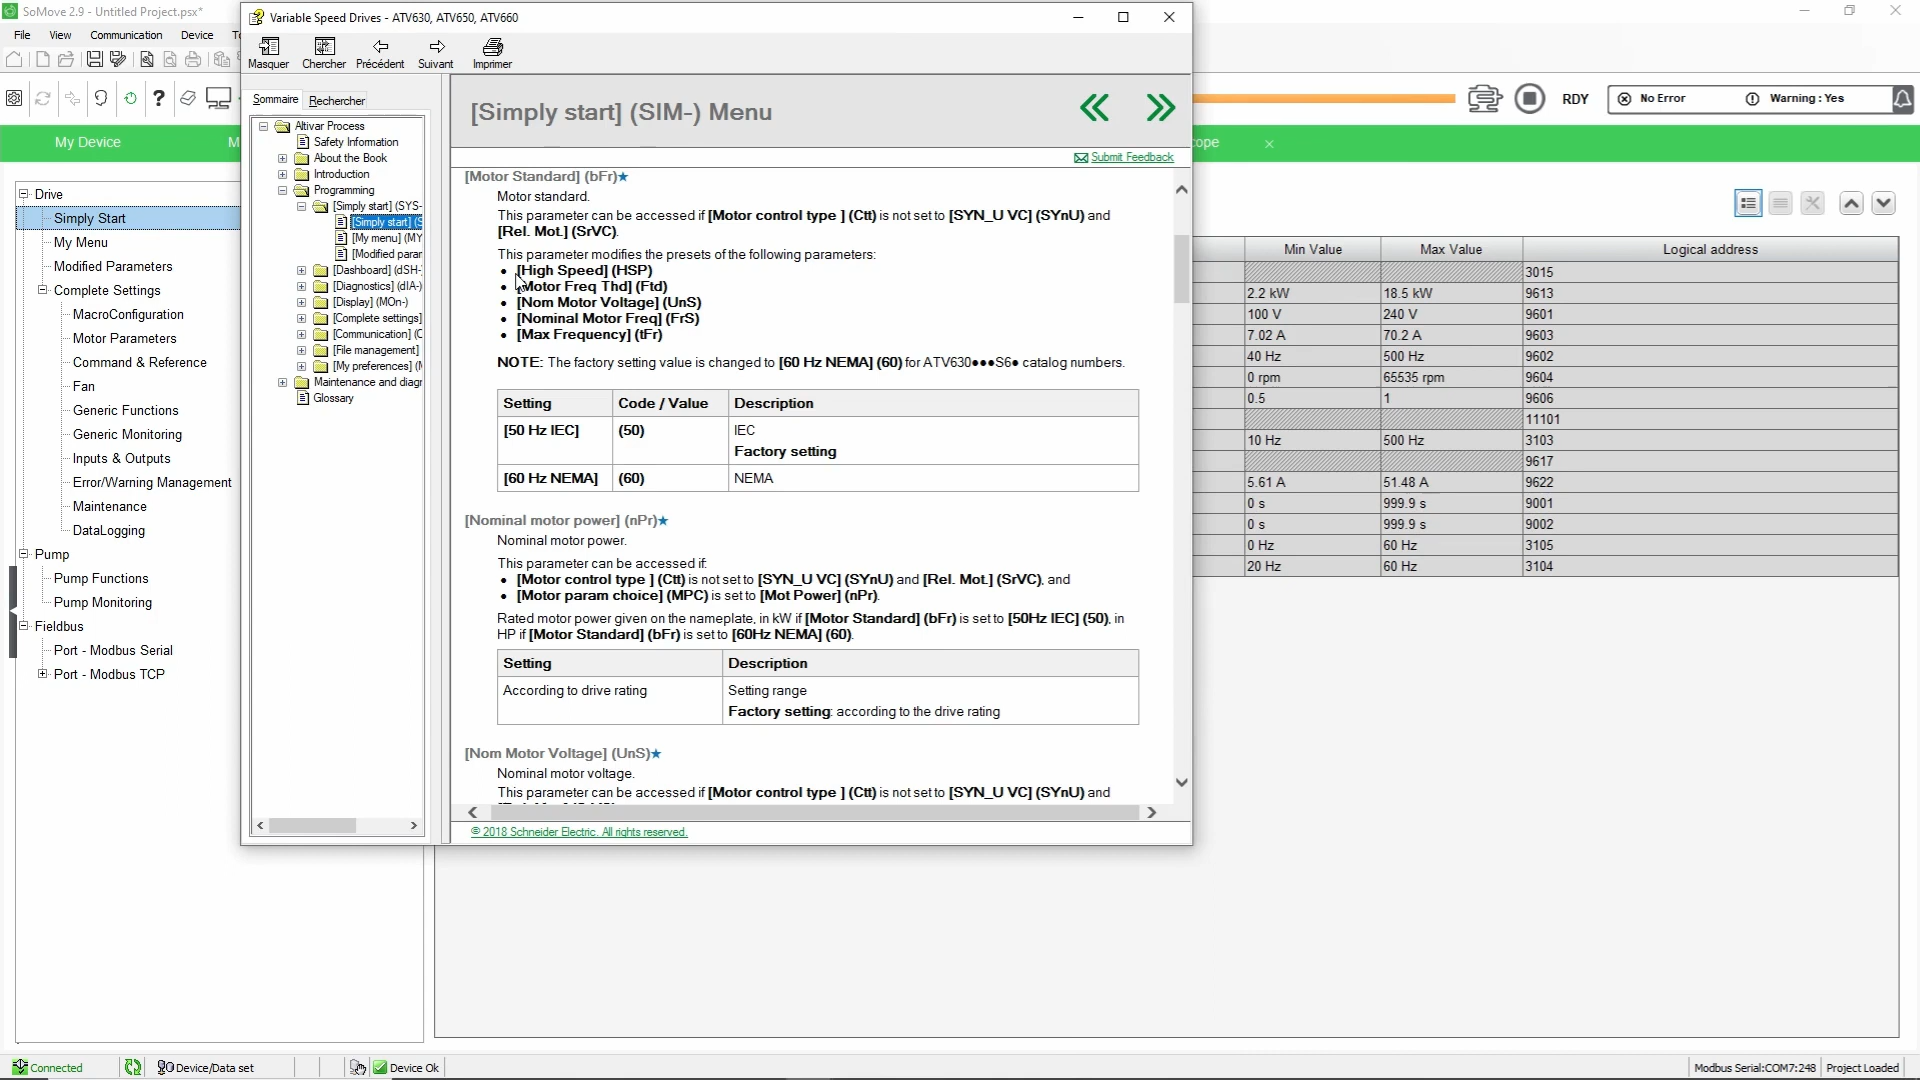 SoMove 2.9 - Untitled Project.psx*
File View Communication Device
Variable Speed Drives - ATV630, ATV650, ATV660
Masquer Chercher Précédent Suivant Imprimer
RDY
No Error
Warning : Yes
My Device
Sommaire Rechercher
Altivar Process
Safety Information
About the Book
Introduction
Programming
[Simply start] (SYS-
[Simply start] (S
[My menu] (MY
[Modified parar
[Dashboard] (dSH-
[Diagnostics] (dIA-)
[Display] (MOn-)
[Complete settings]
[Communication] (C
[File management]
[My preferences] (M
Maintenance and diagr
Glossary
Drive
Simply Start
My Menu
Modified Parameters
Complete Settings
MacroConfiguration
Motor Parameters
Command & Reference
Fan
Generic Functions
Generic Monitoring
Inputs & Outputs
Error/Warning Management
Maintenance
DataLogging
Pump
Pump Functions
Pump Monitoring
Fieldbus
Port - Modbus Serial
Port - Modbus TCP
[Simply start] (SIM-) Menu
Submit Feedback
[Motor Standard] (bFr)★
Motor standard.
This parameter can be accessed if [Motor control type ] (Ctt) is not set to [SYN_U VC] (SYnU) and
[Rel. Mot.] (SrVC).
This parameter modifies the presets of the following parameters:
• [High Speed] (HSP)
• [Motor Freq Thd] (Ftd)
• [Nom Motor Voltage] (UnS)
• [Nominal Motor Freq] (FrS)
• [Max Frequency] (tFr)
NOTE: The factory setting value is changed to [60 Hz NEMA] (60) for ATV630●●●S6● catalog numbers.
Setting Code / Value Description
[50 Hz IEC] (50) IEC
Factory setting
[60 Hz NEMA] (60) NEMA
[Nominal motor power] (nPr)★
Nominal motor power.
This parameter can be accessed if:
• [Motor control type ] (Ctt) is not set to [SYN_U VC] (SYnU) and [Rel. Mot.] (SrVC), and
• [Motor param choice] (MPC) is set to [Mot Power] (nPr).
Rated motor power given on the nameplate, in kW if [Motor Standard] (bFr) is set to [50Hz IEC] (50), in
HP if [Motor Standard] (bFr) is set to [60Hz NEMA] (60).
Setting Description
According to drive rating Setting range
Factory setting: according to the drive rating
[Nom Motor Voltage] (UnS)★
Nominal motor voltage.
This parameter can be accessed if [Motor control type ] (Ctt) is not set to [SYN_U VC] (SYnU) and
© 2018 Schneider Electric. All rights reserved.
cope
Min Value Max Value Logical address
3015
2.2 kW 18.5 kW 9613
100 V 240 V 9601
7.02 A 70.2 A 9603
40 Hz 500 Hz 9602
0 rpm 65535 rpm 9604
0.5 1 9606
11101
10 Hz 500 Hz 3103
9617
5.61 A 51.48 A 9622
0 s 999.9 s 9001
0 s 999.9 s 9002
0 Hz 60 Hz 3105
20 Hz 60 Hz 3104
Connected
Device/Data set
Device Ok
Modbus Serial:COM7:248
Project Loaded